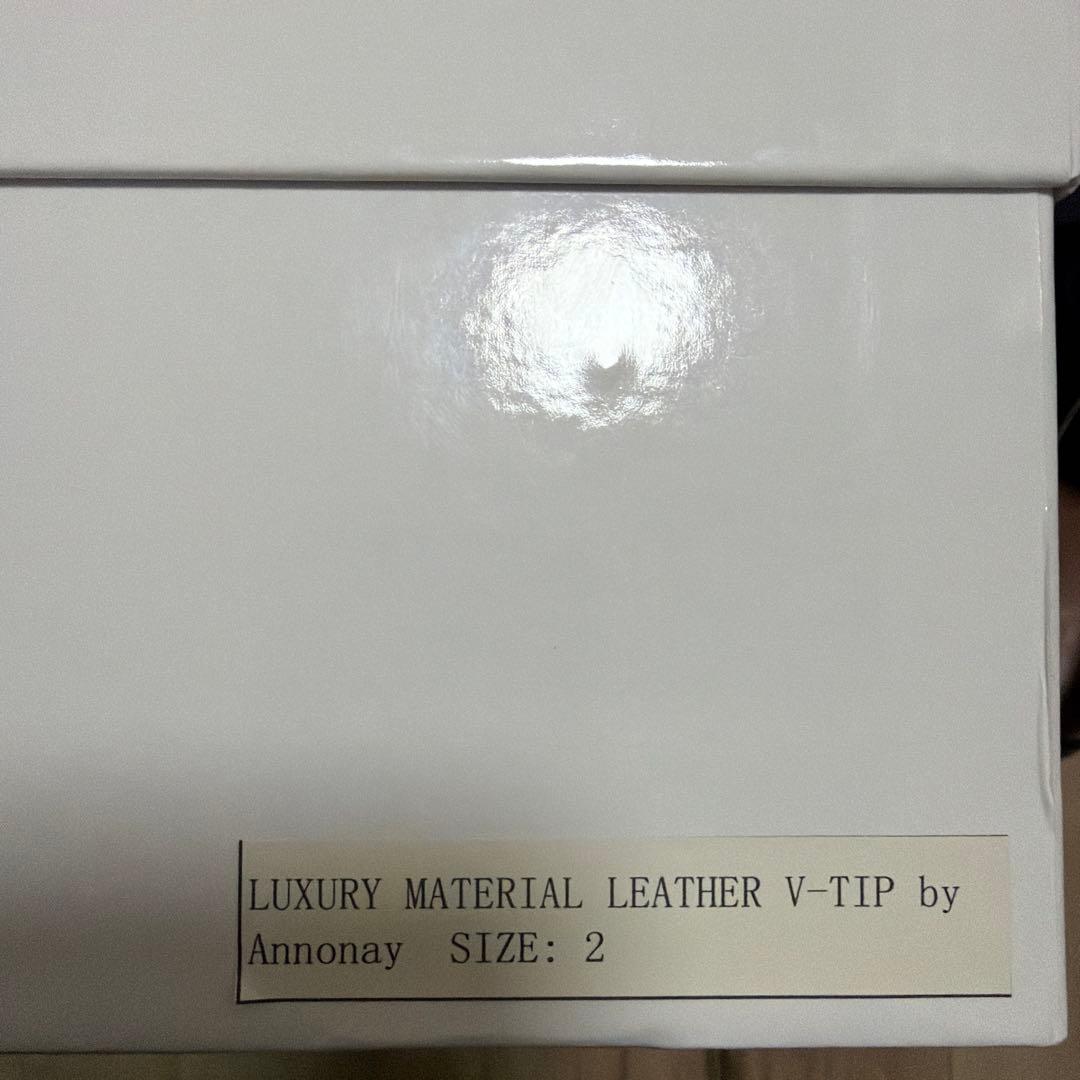 LUXURY MATERIAL LEATHER V-TIP by
Annonay SIZE: 2